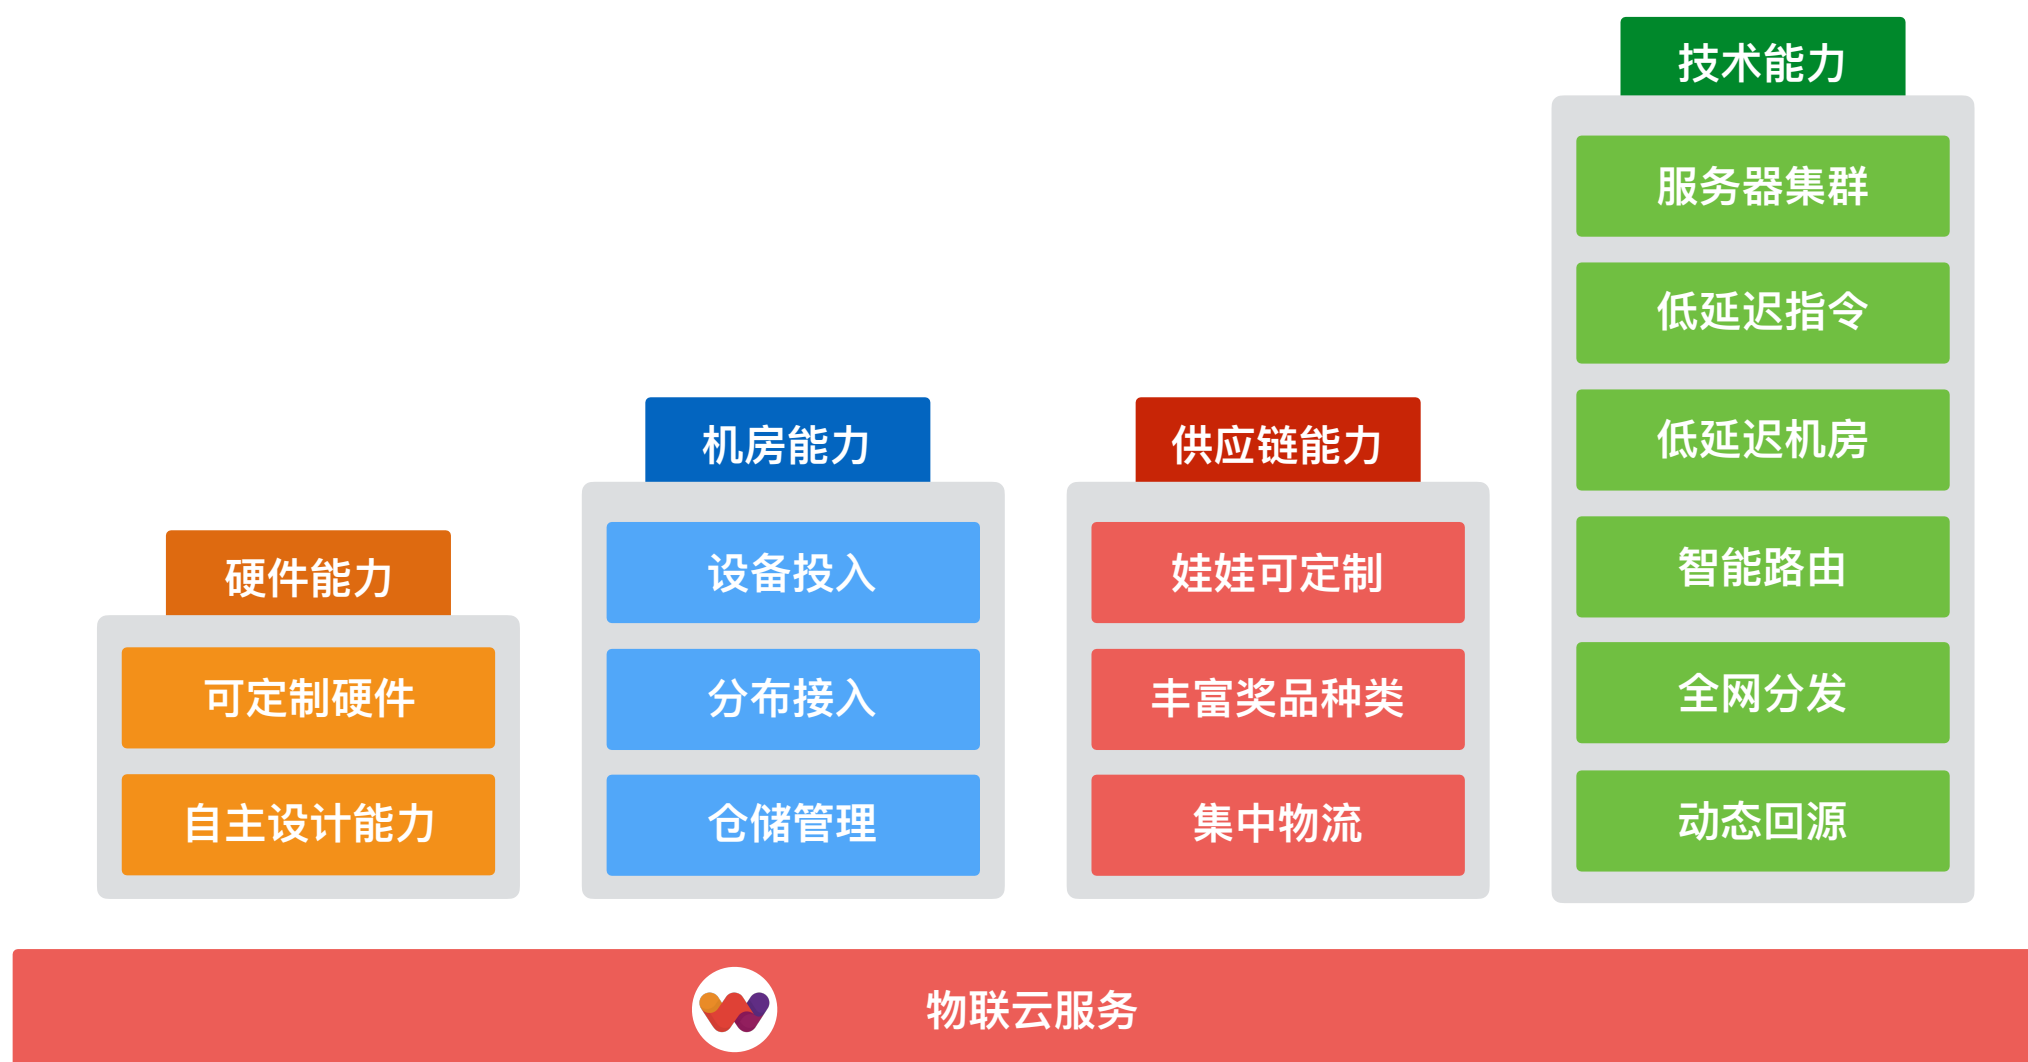 硬件能力
可定制硬件
自主设计能力
机房能力
设备投入
分布接入
仓储管理
供应链能力
娃娃可定制
丰富奖品种类
集中物流
技术能力
服务器集群
低延迟指令
低延迟机房
智能路由
全网分发
动态回源
物联云服务